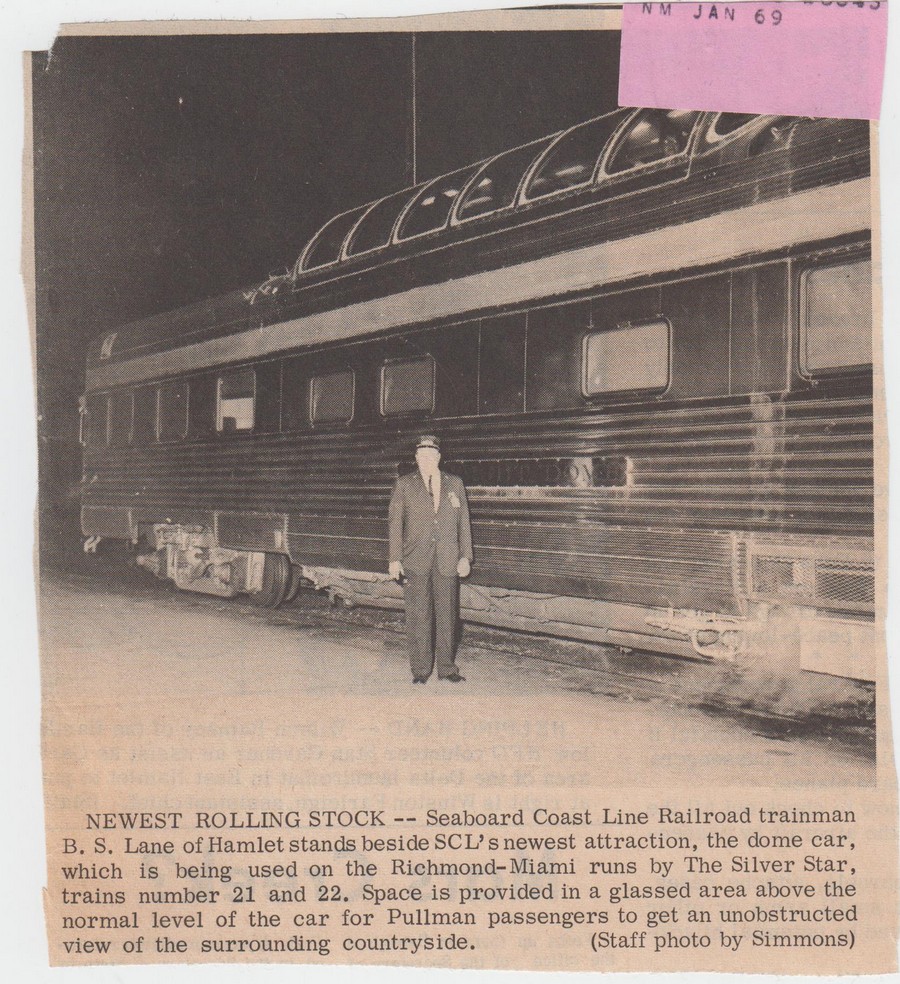 NM JAN 69
NEWEST ROLLING STOCK -- Seaboard Coast Line Railroad trainman
B. S. Lane of Hamlet stands beside SCL's newest attraction, the dome car,
which is being used on the Richmond-Miami runs by The Silver Star,
trains number 21 and 22. Space is provided in a glassed area above the
normal level of the car for Pullman passengers to get an unobstructed
view of the surrounding countryside. (Staff photo by Simmons)